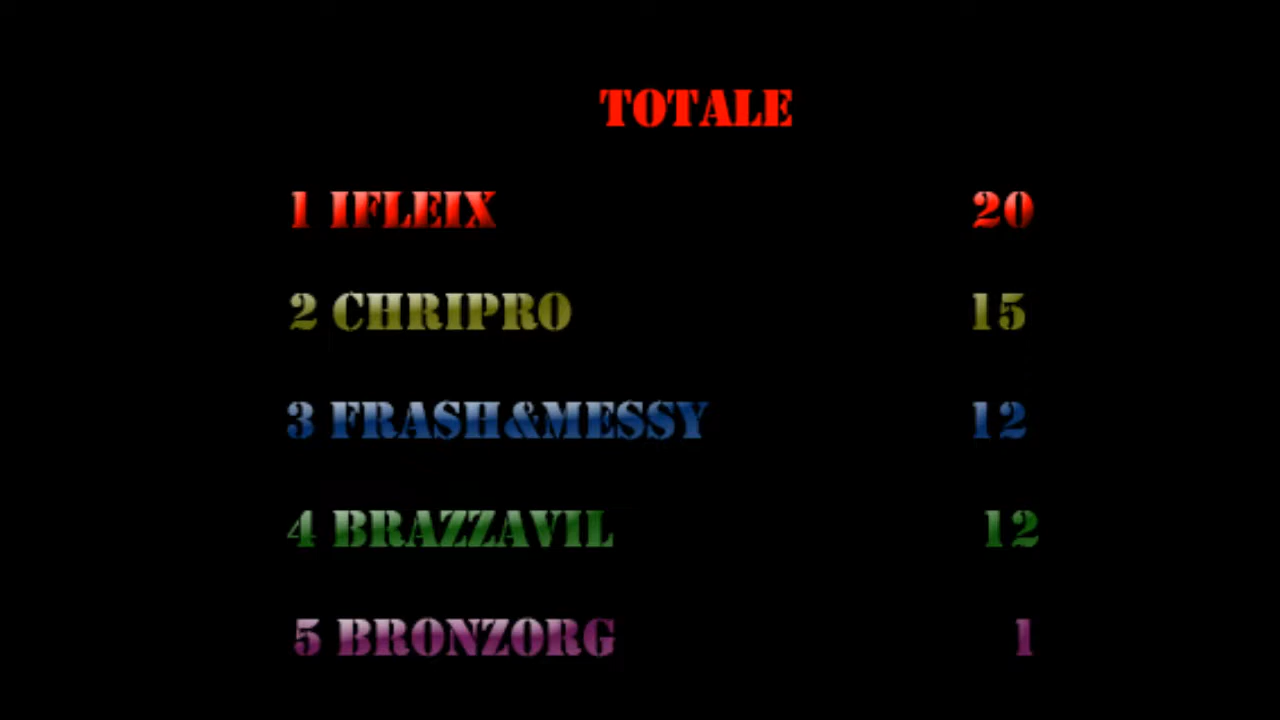 TOTALE
1 IFLEIX 20
2 CHRIPRO 15
3 FRASH&MESSY 12
4 BRAZZAVIL 12
5 BRONZORG 1